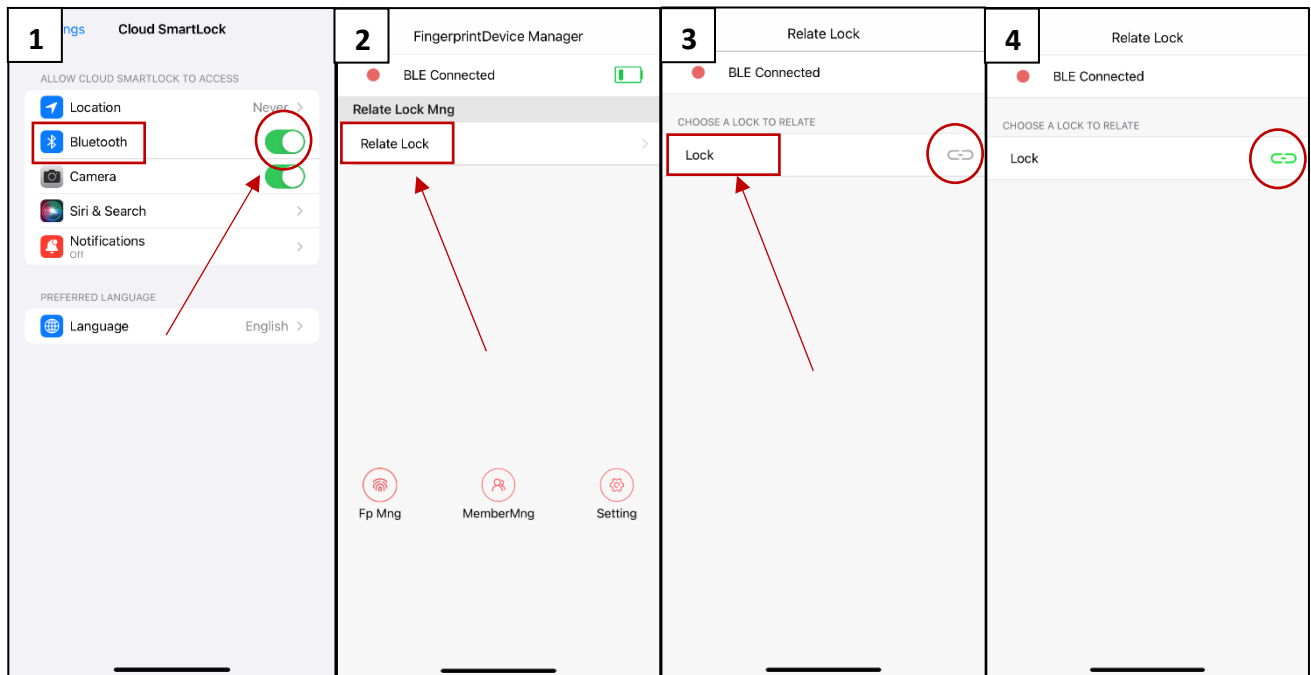 1
ngs Cloud SmartLock
ALLOW CLOUD SMARTLOCK TO ACCESS
Location Never
Bluetooth
Camera
Siri & Search
Notifications
Off
PREFERRED LANGUAGE
Language English
2
FingerprintDevice Manager
BLE Connected
Relate Lock Mng
Relate Lock
Fp Mng MemberMng Setting
3
Relate Lock
BLE Connected
CHOOSE A LOCK TO RELATE
Lock
4
Relate Lock
BLE Connected
CHOOSE A LOCK TO RELATE
Lock